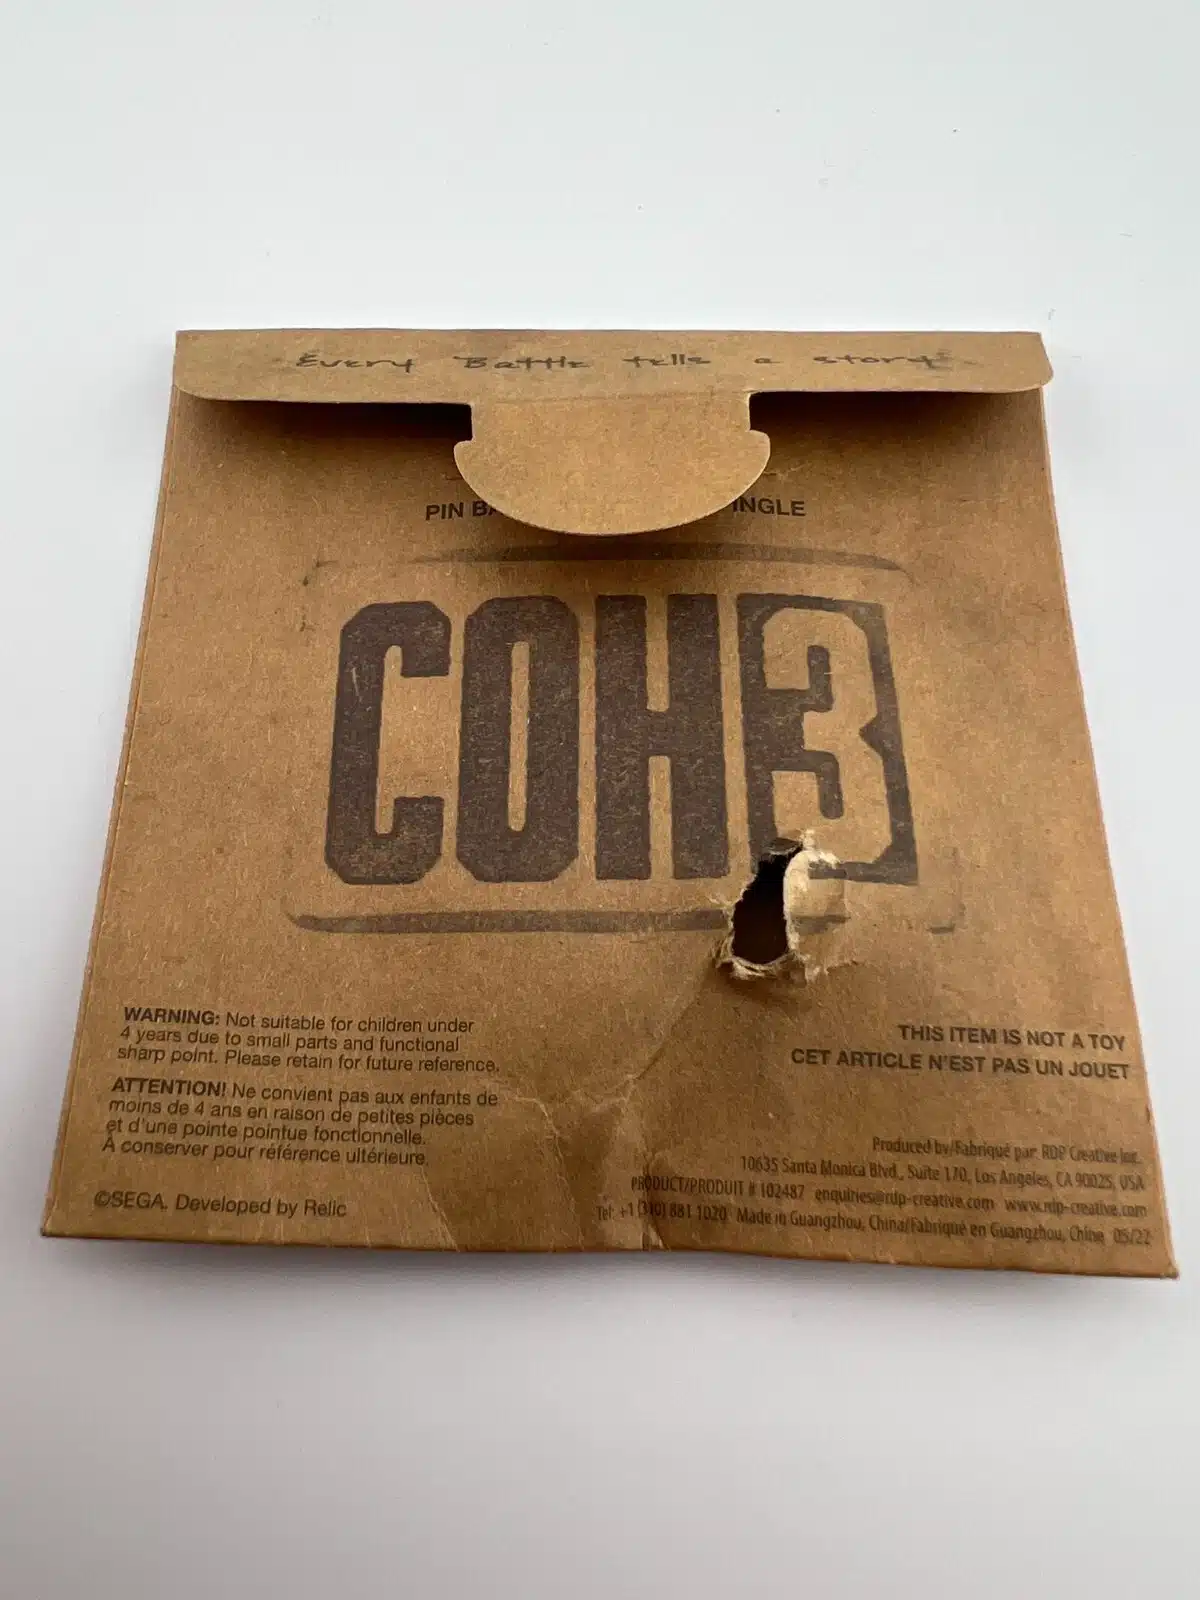 Every Battle tells a story
PIN
COH3
WARNING: Not suitable for children under
4 years due to small parts and functional
sharp point. Please retain for future reference.
ATTENTION! Ne convient pas aux enfants de
moins de 4 ans en raison de petites pièces
et d'une pointe pointue fonctionnelle.
À conserver pour référence ultérieure.
©SEGA. Developed by Relic
THIS ITEM IS NOT A TOY
CET ARTICLE N'EST PAS UN JOUET
Produced by/Fabriqué par RDP Creative Inc.
10635 Santa Monica Blvd., Suite 170, Los Angeles, CA 90025, USA
PRODUCT/PRODUIT # 102487 enquiries@rdp-creative.com www.rdp-creative.com
Tel: +1 (310) 881 1020 Made in Guangzhou, China/Fabriqué en Guangzhou, Chine 05/22